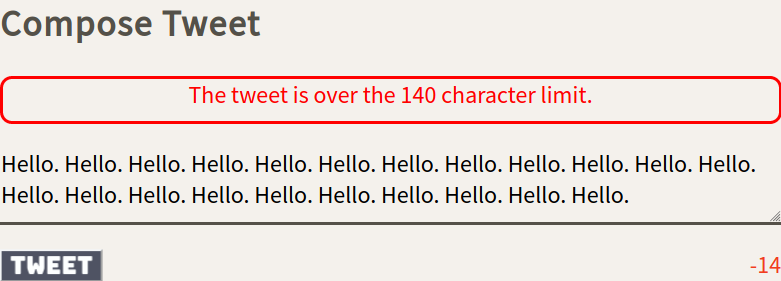 Compose Tweet
The tweet is over the 140 character limit.
Hello. Hello. Hello. Hello. Hello. Hello. Hello. Hello. Hello. Hello. Hello. Hello.
Hello. Hello. Hello. Hello. Hello. Hello. Hello. Hello. Hello. Hello.
TWEET
-14